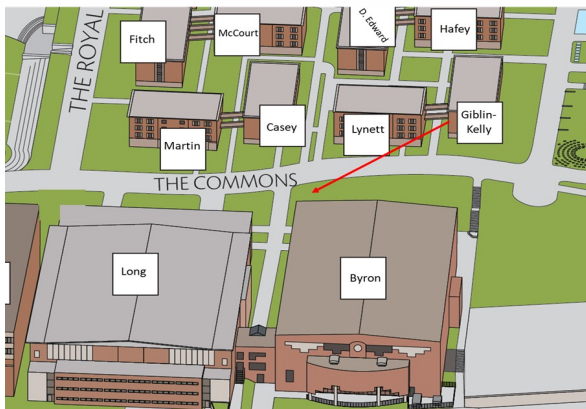 Fitch
McCourt
D. Edward
Hafey
THE ROYAL
Martin
Casey
Lynett
Giblin-
Kelly
THE COMMONS
Long
Byron